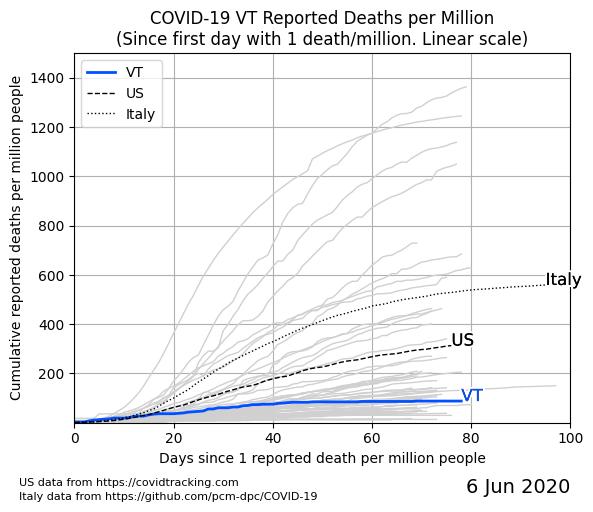 COVID-19 VT Reported Deaths per Million
(Since first day with 1 death/million. Linear scale)
VT
US
Italy
Cumulative reported deaths per million people
1400
1200
1000
800
600
400
200
Italy
US
VT
0
20
40
60
80
100
Days since 1 reported death per million people
US data from https://covidtracking.com
Italy data from https://github.com/pcm-dpc/COVID-19
6 Jun 2020